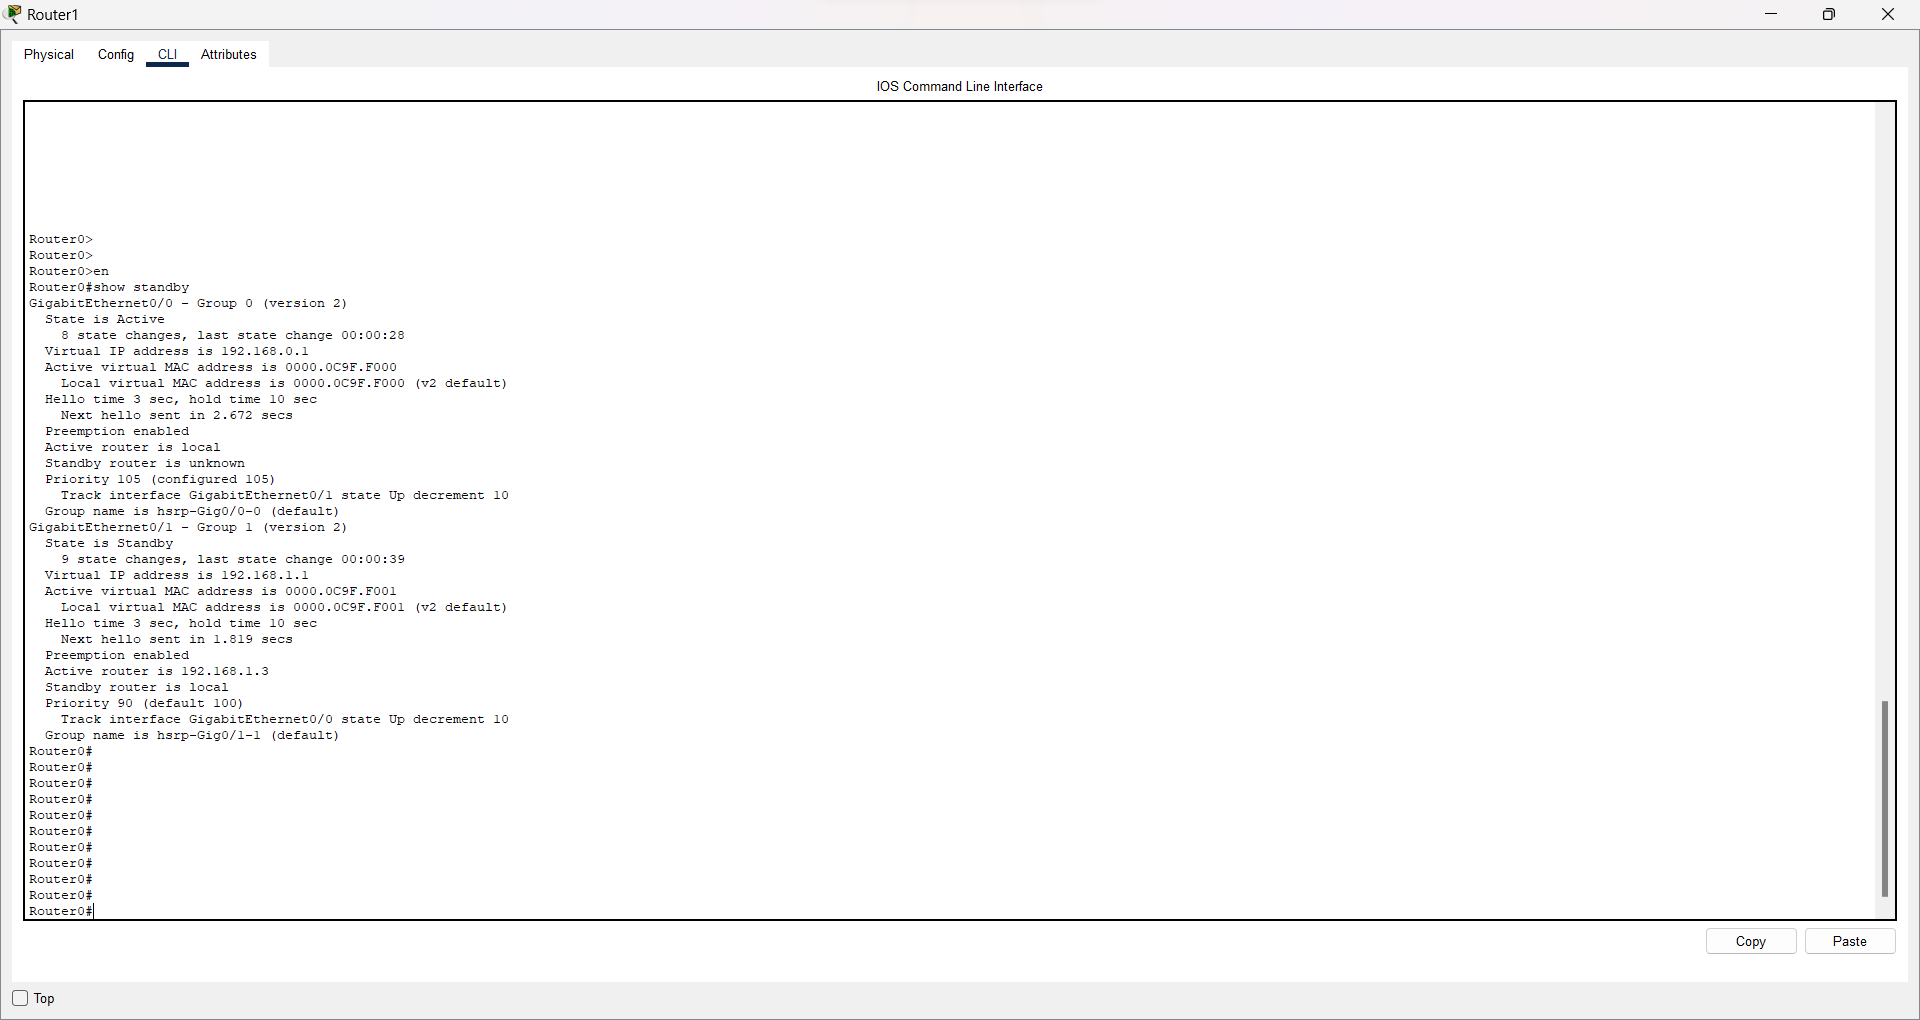 Router1
Physical Config CLI Attributes
IOS Command Line Interface
Router0>
Router0>
Router0>en
Router0#show standby
GigabitEthernet0/0 - Group 0 (version 2)
State is Active
8 state changes, last state change 00:00:28
Virtual IP address is 192.168.0.1
Active virtual MAC address is 0000.0C9F.F000
Local virtual MAC address is 0000.0C9F.F000 (v2 default)
Hello time 3 sec, hold time 10 sec
Next hello sent in 2.672 secs
Preemption enabled
Active router is local
Standby router is unknown
Priority 105 (configured 105)
Track interface GigabitEthernet0/1 state Up decrement 10
Group name is hsrp-Gig0/0-0 (default)
GigabitEthernet0/1 - Group 1 (version 2)
State is Standby
9 state changes, last state change 00:00:39
Virtual IP address is 192.168.1.1
Active virtual MAC address is 0000.0C9F.F001
Local virtual MAC address is 0000.0C9F.F001 (v2 default)
Hello time 3 sec, hold time 10 sec
Next hello sent in 1.819 secs
Preemption enabled
Active router is 192.168.1.3
Standby router is local
Priority 90 (default 100)
Track interface GigabitEthernet0/0 state Up decrement 10
Group name is hsrp-Gig0/1-1 (default)
Router0#
Router0#
Router0#
Router0#
Router0#
Router0#
Router0#
Router0#
Router0#
Router0#
Router0#
Copy Paste
Top